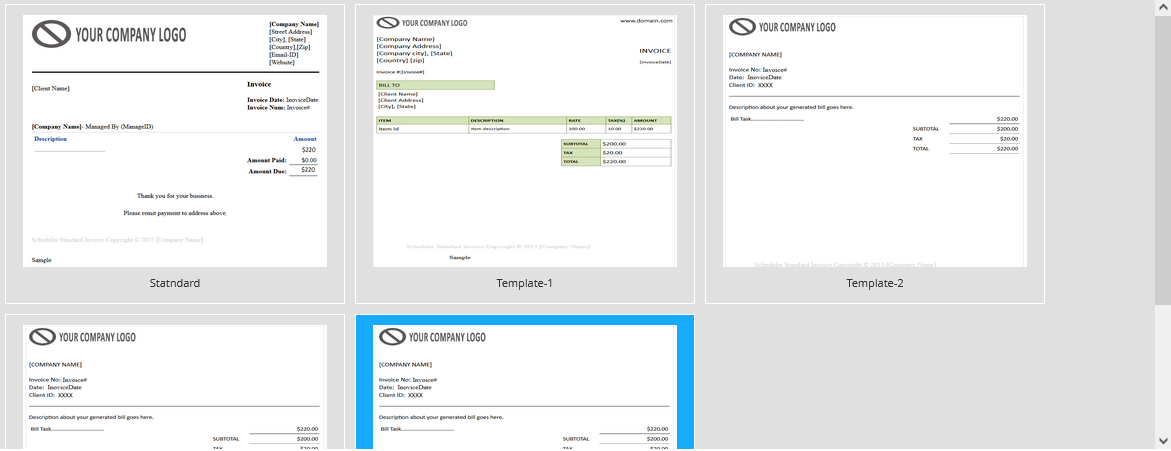 YOUR COMPANY LOGO
[Company Name]
[Street Address]
[City], [State]
[Country],[Zip]
[Email-ID]
[Website]
[Client Name]
Invoice
Invoice Date: InoviceDate
Invoice Num: Invoice#
[Company Name]- Managed By (ManageID)
Description Amount
$220
Amount Paid: $0.00
Amount Due: $220
Thank you for your business.
Please remit payment to address above.
Scheduler Standard Invoice Copyright © 2015 [Company Name]
Sample
Statndard
YOUR COMPANY LOGO www.domain.com
[Company Name]
[Company Address]
[Company city], [State]
[Country] [zip]
INVOICE
[InvoiceDate]
Invoice #:[invoie#]
BILL TO
[Client Name]
[Client Address]
[City], [State]
ITEM DESCRIPTION RATE TAX(%) AMOUNT
Item Id Item description 200.00 10.00 $220.00
SUBTOTAL $200.00
TAX $20.00
TOTAL $220.00
Scheduler Standard Invoice Copyright © 2015 [Company Name]
Sample
Template-1
YOUR COMPANY LOGO
[COMPANY NAME]
Invoice No: Invoice#
Date: InoviceDate
Client ID: XXXX
Description about your generated bill goes here.
Bill Task............................ $220.00
SUBTOTAL $200.00
TAX $20.00
TOTAL $220.00
Scheduler Standard Invoice Copyright © 2015 [Company Name]
Template-2
YOUR COMPANY LOGO
[COMPANY NAME]
Invoice No: Invoice#
Date: InoviceDate
Client ID: XXXX
Description about your generated bill goes here.
Bill Task............................ $220.00
SUBTOTAL $200.00
TAX $20.00
YOUR COMPANY LOGO
[COMPANY NAME]
Invoice No: Invoice#
Date: InoviceDate
Client ID: XXXX
Description about your generated bill goes here.
Bill Task............................ $220.00
SUBTOTAL $200.00
TAX $20.00